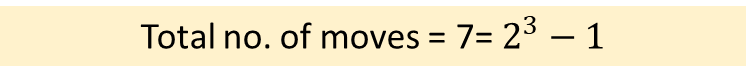 Total no. of moves = 7= 2³ − 1